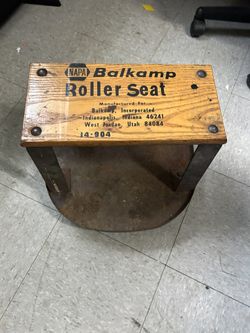 NAPA Balkamp
Roller Seat
Manufactured For
Balkamp, Incorporated
Indianapolis, Indiana 46241
West Jordan, Utah 84084
14-904